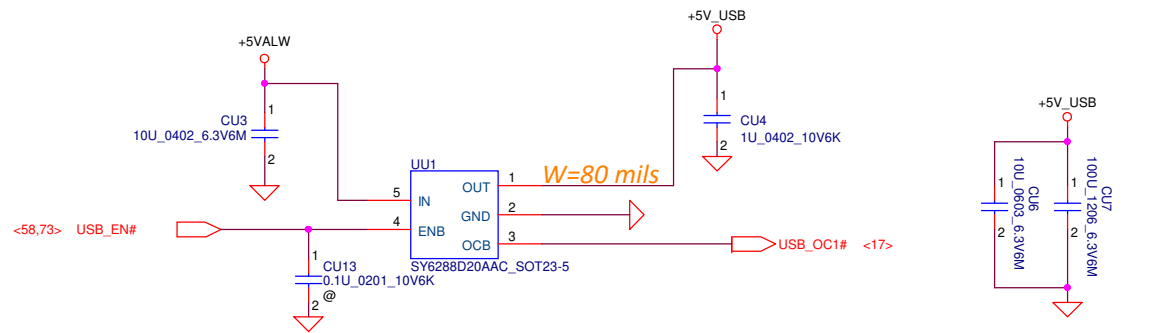 +5VALW
+5V_USB
1
CU3
10U_0402_6.3V6M
2
1
CU4
1U_0402_10V6K
2
+5V_USB
1
CU6
10U_0603_6.3V6M
2
1
CU7
100U_1206_6.3V6M
2
UU1
W=80 mils
5
IN
OUT
1
<58,73> USB_EN#
4
ENB
GND
2
OCB
3
USB_OC1# <17>
SY6288D20AAC_SOT23-5
1
CU13
0.1U_0201_10V6K
@
2